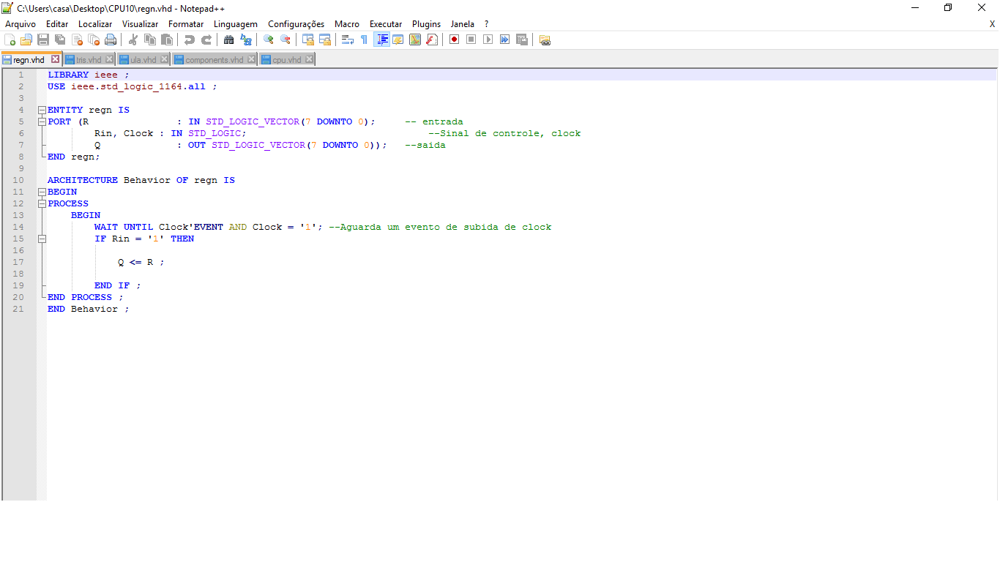 C:\Users\casa\Desktop\CPU10\regn.vhd - Notepad++
Arquivo Editar Localizar Visualizar Formatar Linguagem Configurações Macro Executar Plugins Janela ? X
regn.vhd tris.vhd ula.vhd components.vhd cpu.vhd
1 LIBRARY ieee ;
2 USE ieee.std_logic_1164.all ;
3
4 ENTITY regn IS
5 PORT (R : IN STD_LOGIC_VECTOR(7 DOWNTO 0); -- entrada
6 Rin, Clock : IN STD_LOGIC; --Sinal de controle, clock
7 Q : OUT STD_LOGIC_VECTOR(7 DOWNTO 0)); --saida
8 END regn;
9
10 ARCHITECTURE Behavior OF regn IS
11 BEGIN
12 PROCESS
13 BEGIN
14 WAIT UNTIL Clock'EVENT AND Clock = '1'; --Aguarda um evento de subida de clock
15 IF Rin = '1' THEN
16
17 Q <= R ;
18
19 END IF ;
20 END PROCESS ;
21 END Behavior ;